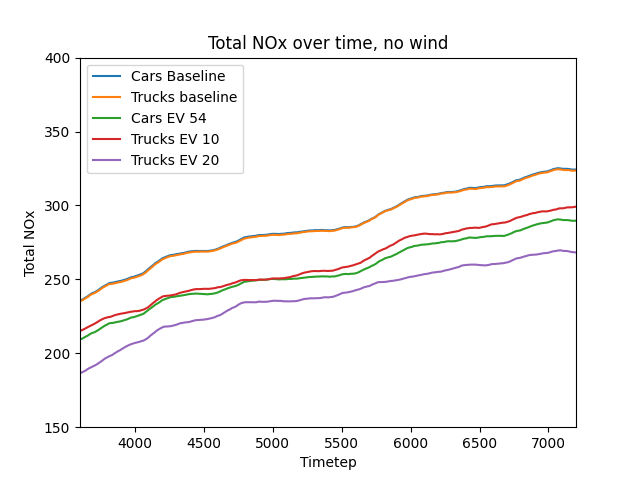 Total NOx over time, no wind
400
350
300
250
200
150
Total NOx
Cars Baseline
Trucks baseline
Cars EV 54
Trucks EV 10
Trucks EV 20
4000 4500 5000 5500 6000 6500 7000
Timetep